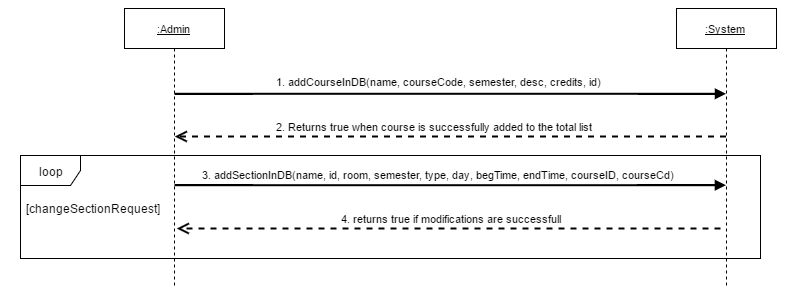 :Admin
:System
1. addCourseInDB(name, courseCode, semester, desc, credits, id)
2. Returns true when course is successfully added to the total list
loop
3. addSectionInDB(name, id, room, semester, type, day, begTime, endTime, courseID, courseCd)
[changeSectionRequest]
4. returns true if modifications are successfull